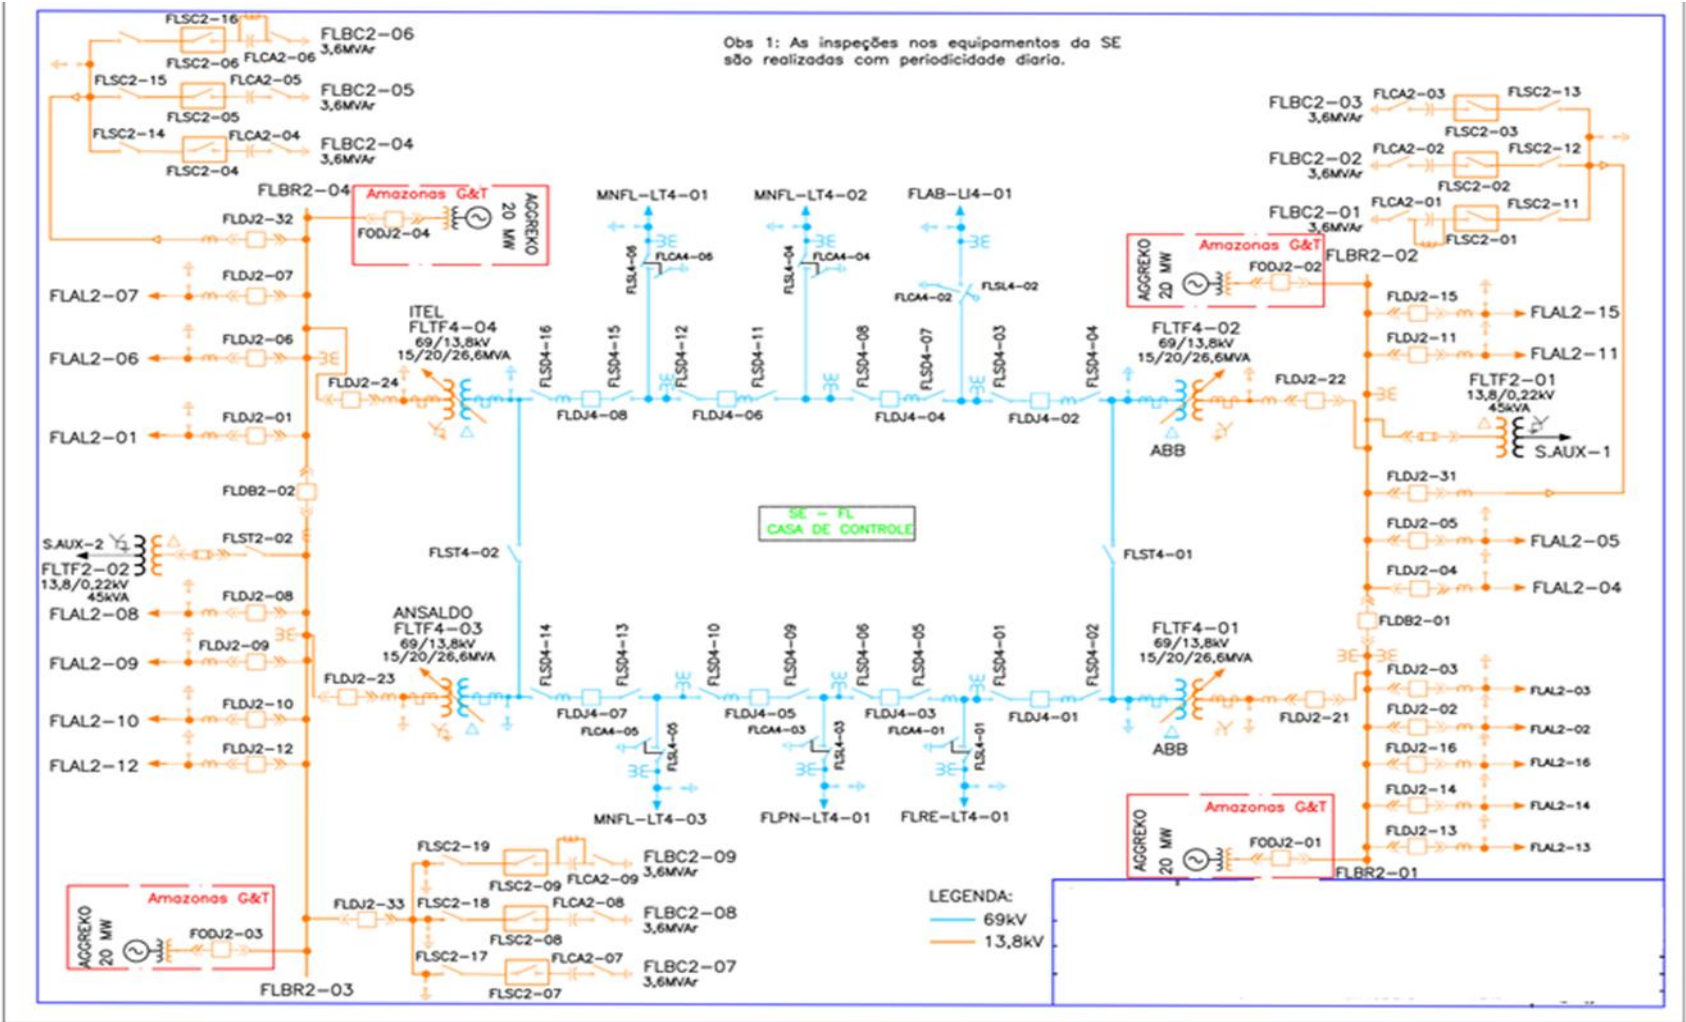 FLSC2-16
FLBC2-06
3,6MVAr
FLSC2-06
FLCA2-06
FLSC2-15
FLCA2-05
FLBC2-05
3,6MVAr
FLSC2-05
FLSC2-14
FLCA2-04
FLBC2-04
3,6MVAr
FLSC2-04
Obs 1: As inspeções nos equipamentos da SE
são realizadas com periodicidade diaria.
FLBC2-03
3,6MVAr
FLCA2-03
FLSC2-13
FLSC2-03
FLBC2-02
3,6MVAr
FLCA2-02
FLSC2-12
FLSC2-02
FLBC2-01
3,6MVAr
FLCA2-01
FLSC2-11
FLSC2-01
FLBR2-04
Amazonas G&T
FODJ2-04
AGGREKO
20 MW
FLDJ2-32
FLDJ2-07
FLAL2-07
FLDJ2-06
FLAL2-06
FLDJ2-24
FLDJ2-01
FLAL2-01
FLDB2-02
ITEL
FLTF4-04
69/13,8kV
15/20/26,6MVA
MNFL-LT4-01
FLSL4-06
FLCA4-06
MNFL-LT4-02
FLSL4-04
FLCA4-04
FLAB-LI4-01
FLCA4-02
FLSL4-02
FLSD4-16
FLSD4-15
FLSD4-12
FLSD4-11
FLSD4-08
FLSD4-07
FLSD4-03
FLSD4-04
FLDJ4-08
FLDJ4-06
FLDJ4-04
FLDJ4-02
Amazonas G&T
AGGREKO
20 MW
FODJ2-02
FLBR2-02
FLTF4-02
69/13,8kV
15/20/26,6MVA
ABB
FLDJ2-22
FLDJ2-15
FLAL2-15
FLDJ2-11
FLAL2-11
FLTF2-01
13,8/0,22kV
45kVA
S.AUX-1
FLDJ2-31
FLDJ2-05
FLAL2-05
FLDJ2-04
FLAL2-04
FLDB2-01
SE - FL
CASA DE CONTROLE
FLST4-02
FLST4-01
S.AUX-2
FLTF2-02
13,8/0,22kV
45kVA
FLST2-02
FLDJ2-08
FLAL2-08
FLDJ2-09
FLAL2-09
FLDJ2-23
FLDJ2-10
FLAL2-10
FLDJ2-12
FLAL2-12
ANSALDO
FLTF4-03
69/13,8kV
15/20/26,6MVA
FLSD4-14
FLSD4-13
FLSD4-10
FLSD4-09
FLSD4-06
FLSD4-05
FLSD4-01
FLSD4-02
FLDJ4-07
FLDJ4-05
FLDJ4-03
FLDJ4-01
FLCA4-05
FLSL4-05
FLCA4-03
FLSL4-03
FLCA4-01
FLSL4-01
MNFL-LT4-03
FLPN-LT4-01
FLRE-LT4-01
FLTF4-01
69/13,8kV
15/20/26,6MVA
ABB
FLDJ2-21
FLDJ2-03
FLAL2-03
FLDJ2-02
FLAL2-02
FLDJ2-16
FLAL2-16
FLDJ2-14
FLAL2-14
FLDJ2-13
FLAL2-13
Amazonas G&T
AGGREKO
20 MW
FODJ2-01
FLBR2-01
Amazonas G&T
AGGREKO
20 MW
FODJ2-03
FLBR2-03
FLDJ2-33
FLSC2-19
FLBC2-09
3,6MVAr
FLSC2-09
FLCA2-09
FLSC2-18
FLCA2-08
FLBC2-08
3,6MVAr
FLSC2-08
FLSC2-17
FLCA2-07
FLBC2-07
3,6MVAr
FLSC2-07
LEGENDA:
69kV
13,8kV